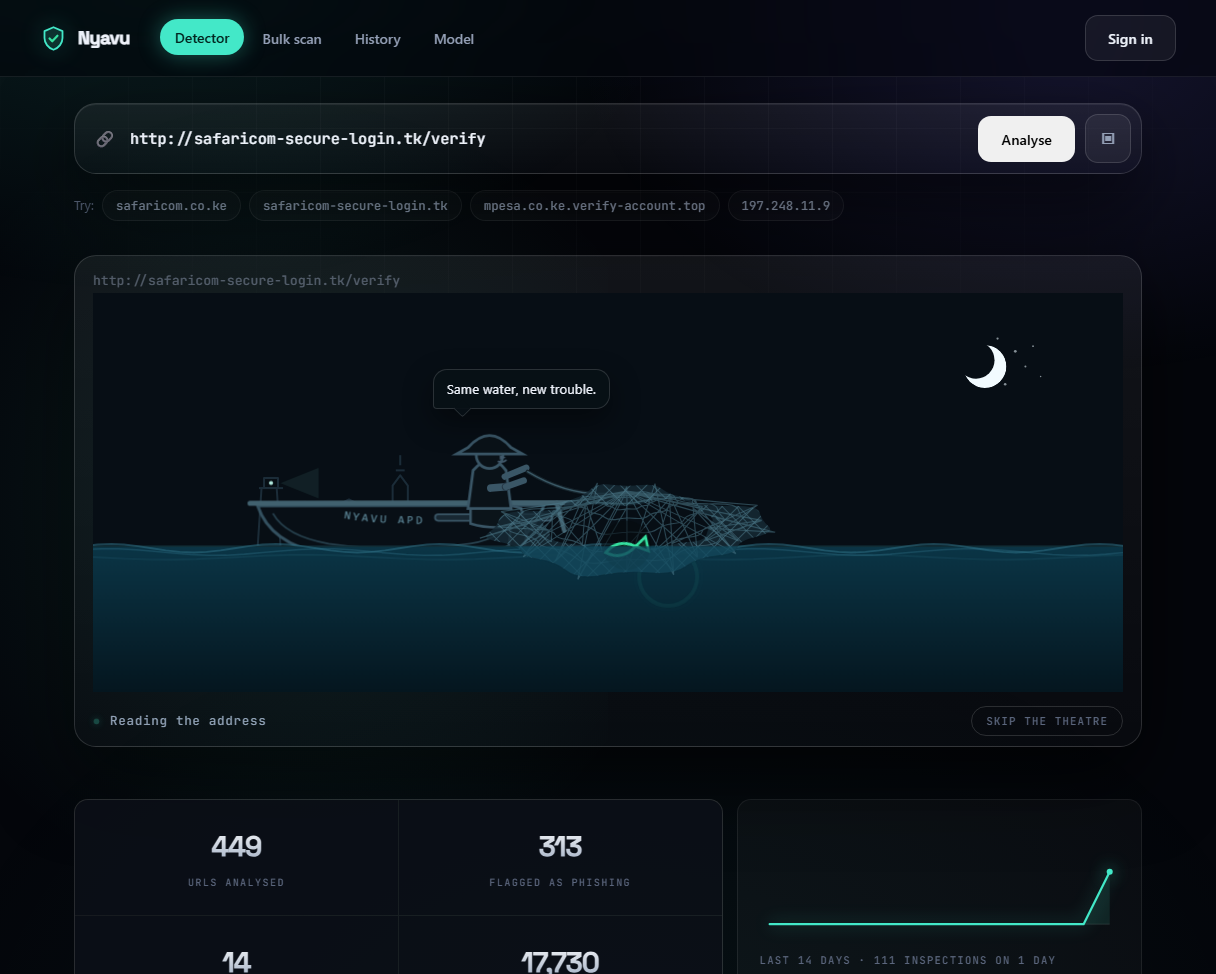 Nyavu
Detector
Bulk scan
History
Model
Sign in
http://safaricom-secure-login.tk/verify
Analyse
Try:
safaricom.co.ke
safaricom-secure-login.tk
mpesa.co.ke.verify-account.top
197.248.11.9
http://safaricom-secure-login.tk/verify
Same water, new trouble.
NYAVU APD
Reading the address
SKIP THE THEATRE
449
URLS ANALYSED
313
FLAGGED AS PHISHING
14
17,730
LAST 14 DAYS · 111 INSPECTIONS ON 1 DAY